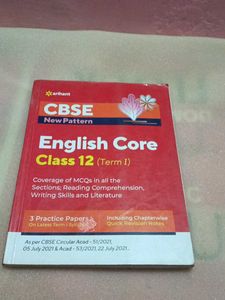 arihant
CBSE
New Pattern
English Core
Class 12 (Term I)
Coverage of MCQs in all the
Sections; Reading Comprehension,
Writing Skills and Literature
3 Practice Papers
On Latest Term I Syllabus
Including Chapterwise
Quick Revision Notes
As per CBSE Circular Acad - 51/2021,
05 July 2021 & Acad - 53/2021, 22 July 2021..